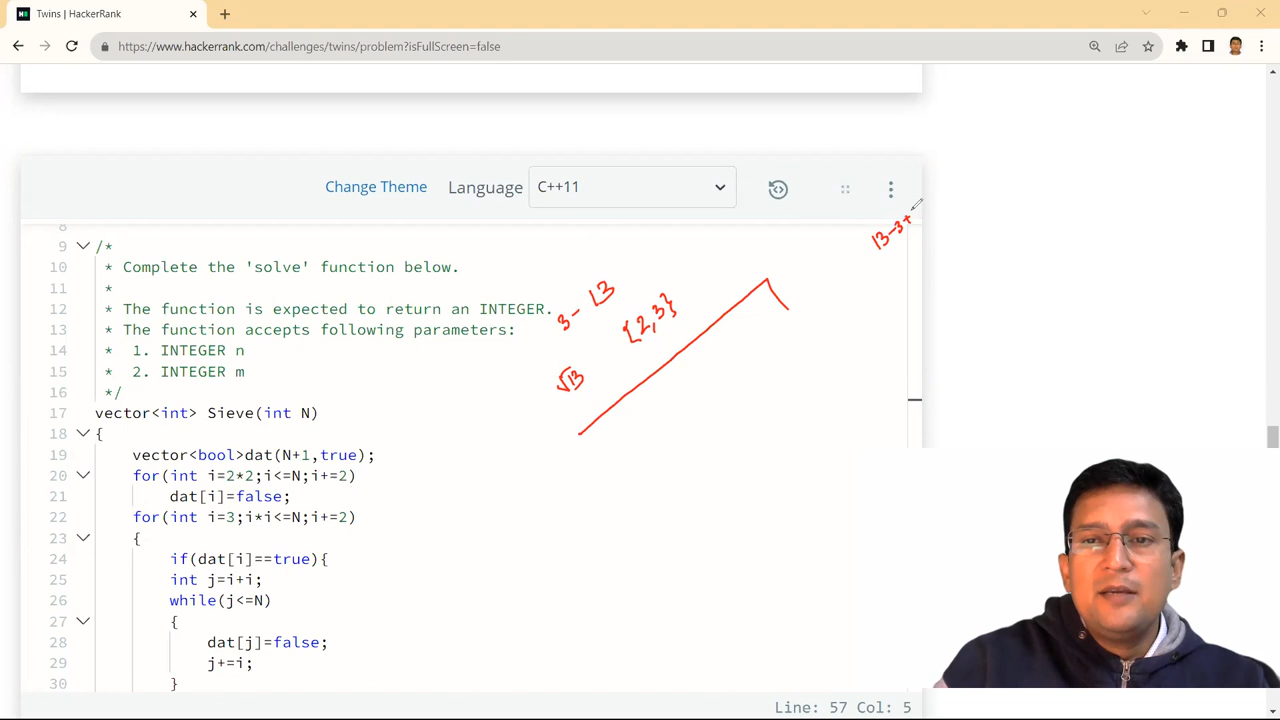 Twins | HackerRank
https://www.hackerrank.com/challenges/twins/problem?isFullScreen=false
Change Theme Language C++11
13-3+
8
9 /*
10 * Complete the 'solve' function below.
11 *
3 - 13 {2,3}
12 * The function is expected to return an INTEGER.
13 * The function accepts following parameters:
14 * 1. INTEGER n
15 * 2. INTEGER m
√13
16 */
17 vector<int> Sieve(int N)
18 {
19 vector<bool>dat(N+1,true);
20 for(int i=2*2;i<=N;i+=2)
21 dat[i]=false;
22 for(int i=3;i*i<=N;i+=2)
23 {
24 if(dat[i]==true){
25 int j=i+i;
26 while(j<=N)
27 {
28 dat[j]=false;
29 j+=i;
30 }
Line: 57 Col: 5